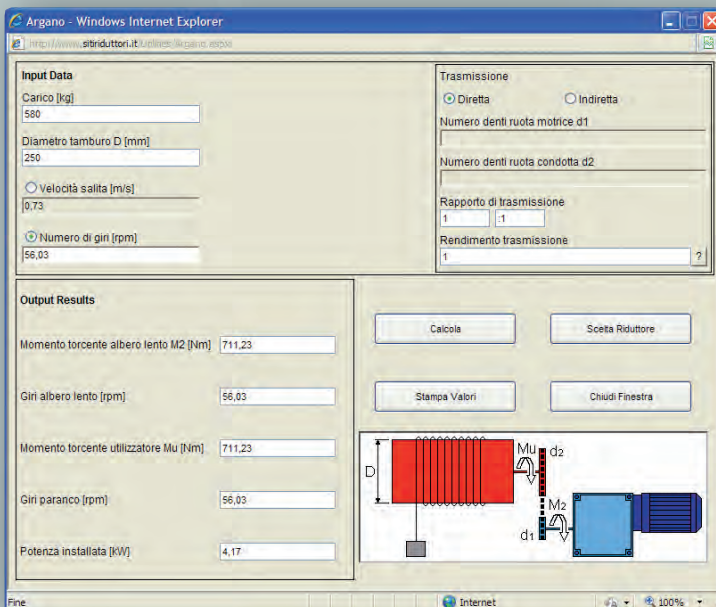 Argano - Windows Internet Explorer
http://www.sitiriduttori.it
Input Data
Carico [kg]
580
Diametro tamburo D [mm]
250
Velocità salita [m/s]
0,73
Numero di giri [rpm]
56,03
Trasmissione
Diretta Indiretta
Numero denti ruota motrice d1
Numero denti ruota condotta d2
Rapporto di trasmissione
1 :1
Rendimento trasmissione
1 ?
Output Results
Momento torcente albero lento M2 [Nm] 711,23
Giri albero lento [rpm] 56,03
Momento torcente utilizzatore Mu [Nm] 711,23
Giri paranco [rpm] 56,03
Potenza installata [kW] 4,17
Calcola Scelta Riduttore
Stampa Valori Chiudi Finestra
D
Mu d2
M2
d1
Fine Internet 100%